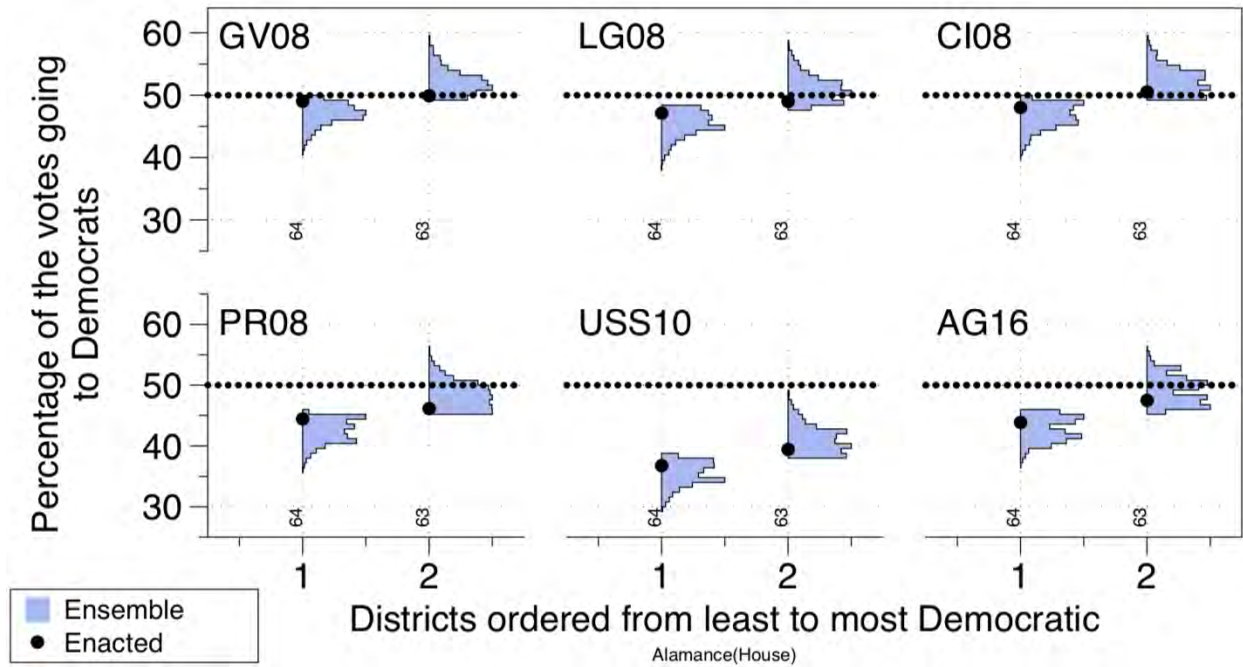 Percentage of the votes going
to Democrats
GV08
LG08
CI08
60
50
40
30
64
63
64
63
64
63
PR08
USS10
AG16
60
50
40
30
64
63
64
63
64
63
1 2 1 2 1 2
Ensemble
Enacted
Districts ordered from least to most Democratic
Alamance(House)